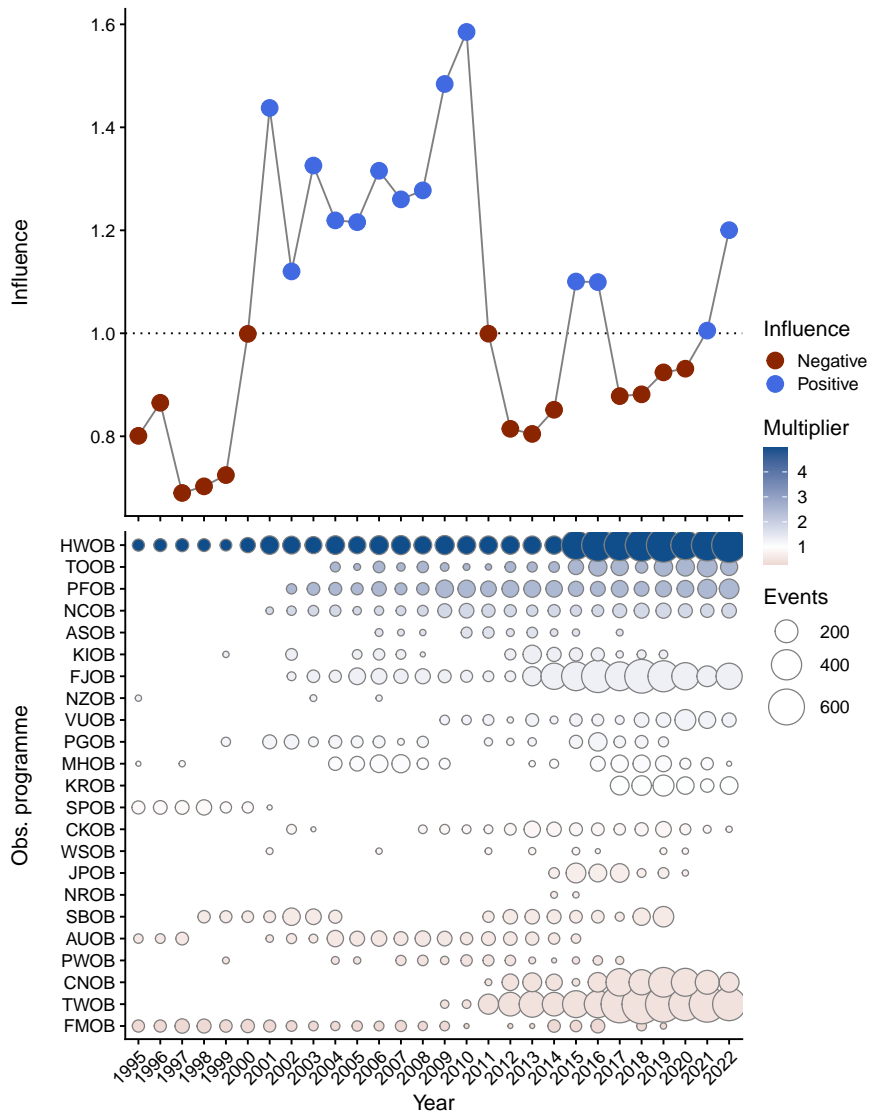 1.6
1.4
1.2
1.0
0.8
Influence
Influence
Negative
Positive
Multiplier
4
3
2
1
Events
200
400
600
HWOB
TOOB
PFOB
NCOB
ASOB
KIOB
FJOB
NZOB
VUOB
PGOB
MHOB
KROB
SPOB
CKOB
WSOB
JPOB
NROB
SBOB
AUOB
PWOB
CNOB
TWOB
FMOB
Obs. programme
1995 1996 1997 1998 1999 2000 2001 2002 2003 2004 2005 2006 2007 2008 2009 2010 2011 2012 2013 2014 2015 2016 2017 2018 2019 2020 2021 2022
Year